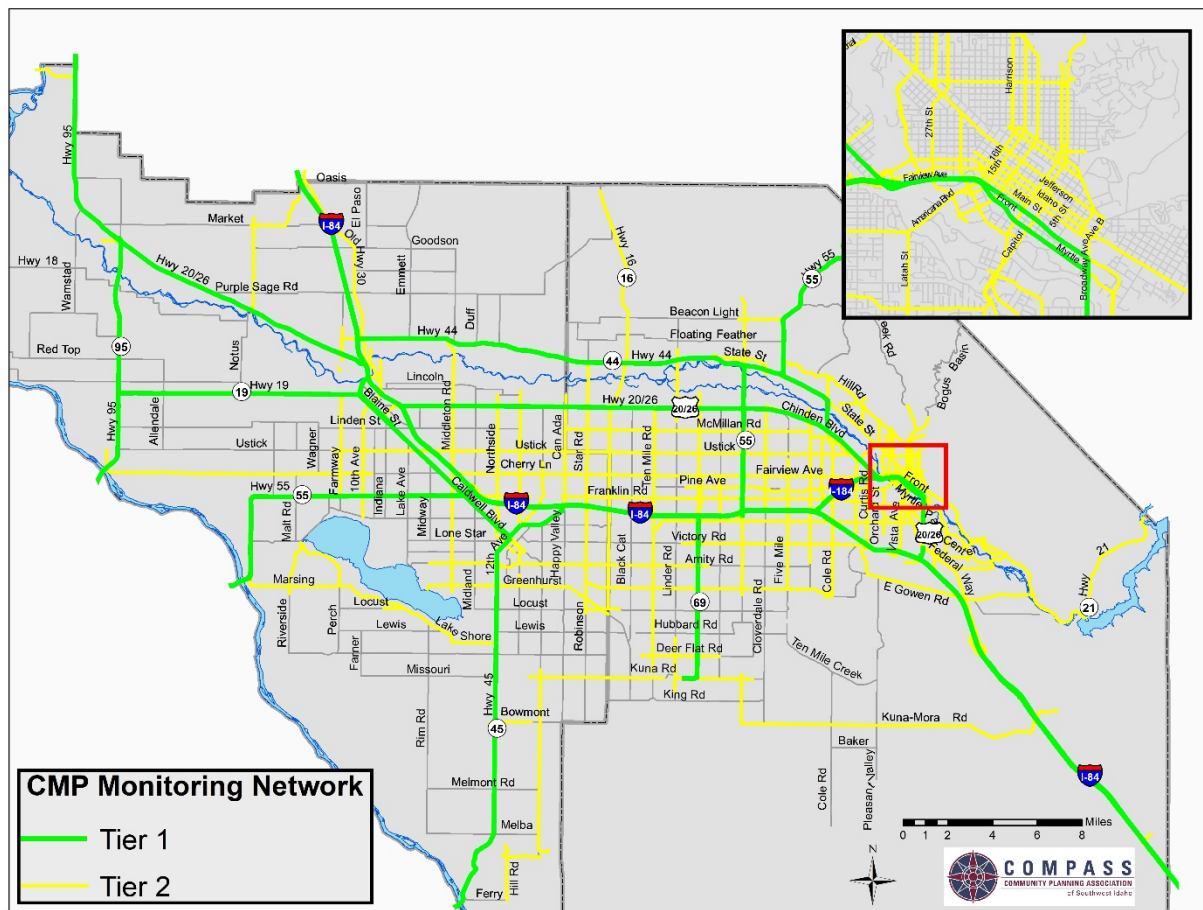 Oasis
Hwy 95
I-84
Old
Hwy 30
El Paso
Market
Goodson
Emmett
Hwy 18
Wamstad
Hwy 20/26
Purple Sage Rd
Duff
Hwy 16
16
Hwy 55
55
Beacon Light
Floating Feather
Bogus Basin
Red Top
95
Notus
Hwy 44
44
Hwy 44
State St
Hill Rd
State St
19
Hwy 19
Lincoln
Blaine St
Middleton Rd
Hwy 20/26
20/26
Chinden Blvd
Hwy 95
Allendale
Linden St
McMillan Rd
Ustick
Wagner
Farmway
10th Ave
Indiana
Lake Ave
Midway
Northside
Ustick
Cherry Ln
Can Ada
Star Rd
Ten Mile Rd
Ustick
55
Fairview Ave
Pine Ave
Front
Hwy 55
55
Malt Rd
Caldwell Blvd
I-84
Franklin Rd
I-84
I-184
Curtis Rd
Orchard St
Vista Ave
20/26
Federal Way
Lone Star
12th Ave
Happy Valley
Black Cat
Victory Rd
Linder Rd
Amity Rd
Five Mile
Cole Rd
Marsing
Midland
Greenhurst
E Gowen Rd
Hwy 21
21
Riverside
Perch
Locust
Lake Shore
Locust
Robinson
69
Cloverdale Rd
Lewis
Lewis
Hubbard Rd
Farner
Deer Flat Rd
Ten Mile Creek
Missouri
Kuna Rd
Hwy 45
King Rd
Rim Rd
Bowmont
45
Kuna-Mora Rd
Baker
Melmont Rd
Cole Rd
Pleasant Valley
I-84
Melba
Hill Rd
Ferry
Harrison
27th St
16th
15th
Jefferson
Idaho St
Main St
5th
Fairview Ave
Front
Americana Blvd
Capitol
Myrtle
Broadway Ave
Latah St
CMP Monitoring Network
Tier 1
Tier 2
Miles
0 1 2 4 6 8
N
COMPASS
COMMUNITY PLANNING ASSOCIATION
of Southwest Idaho